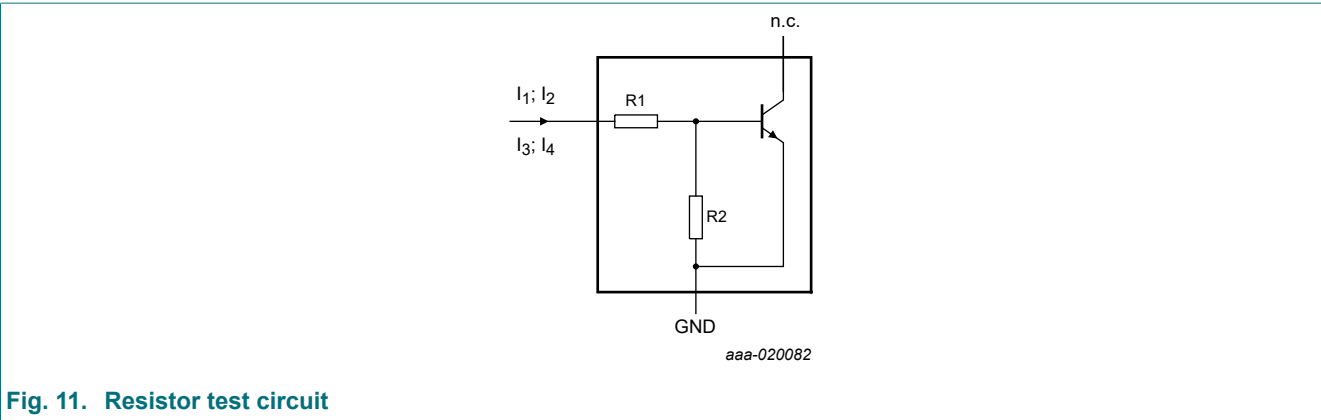 n.c.
I1; I2
R1
I3; I4
R2
GND
aaa-020082
Fig. 11. Resistor test circuit